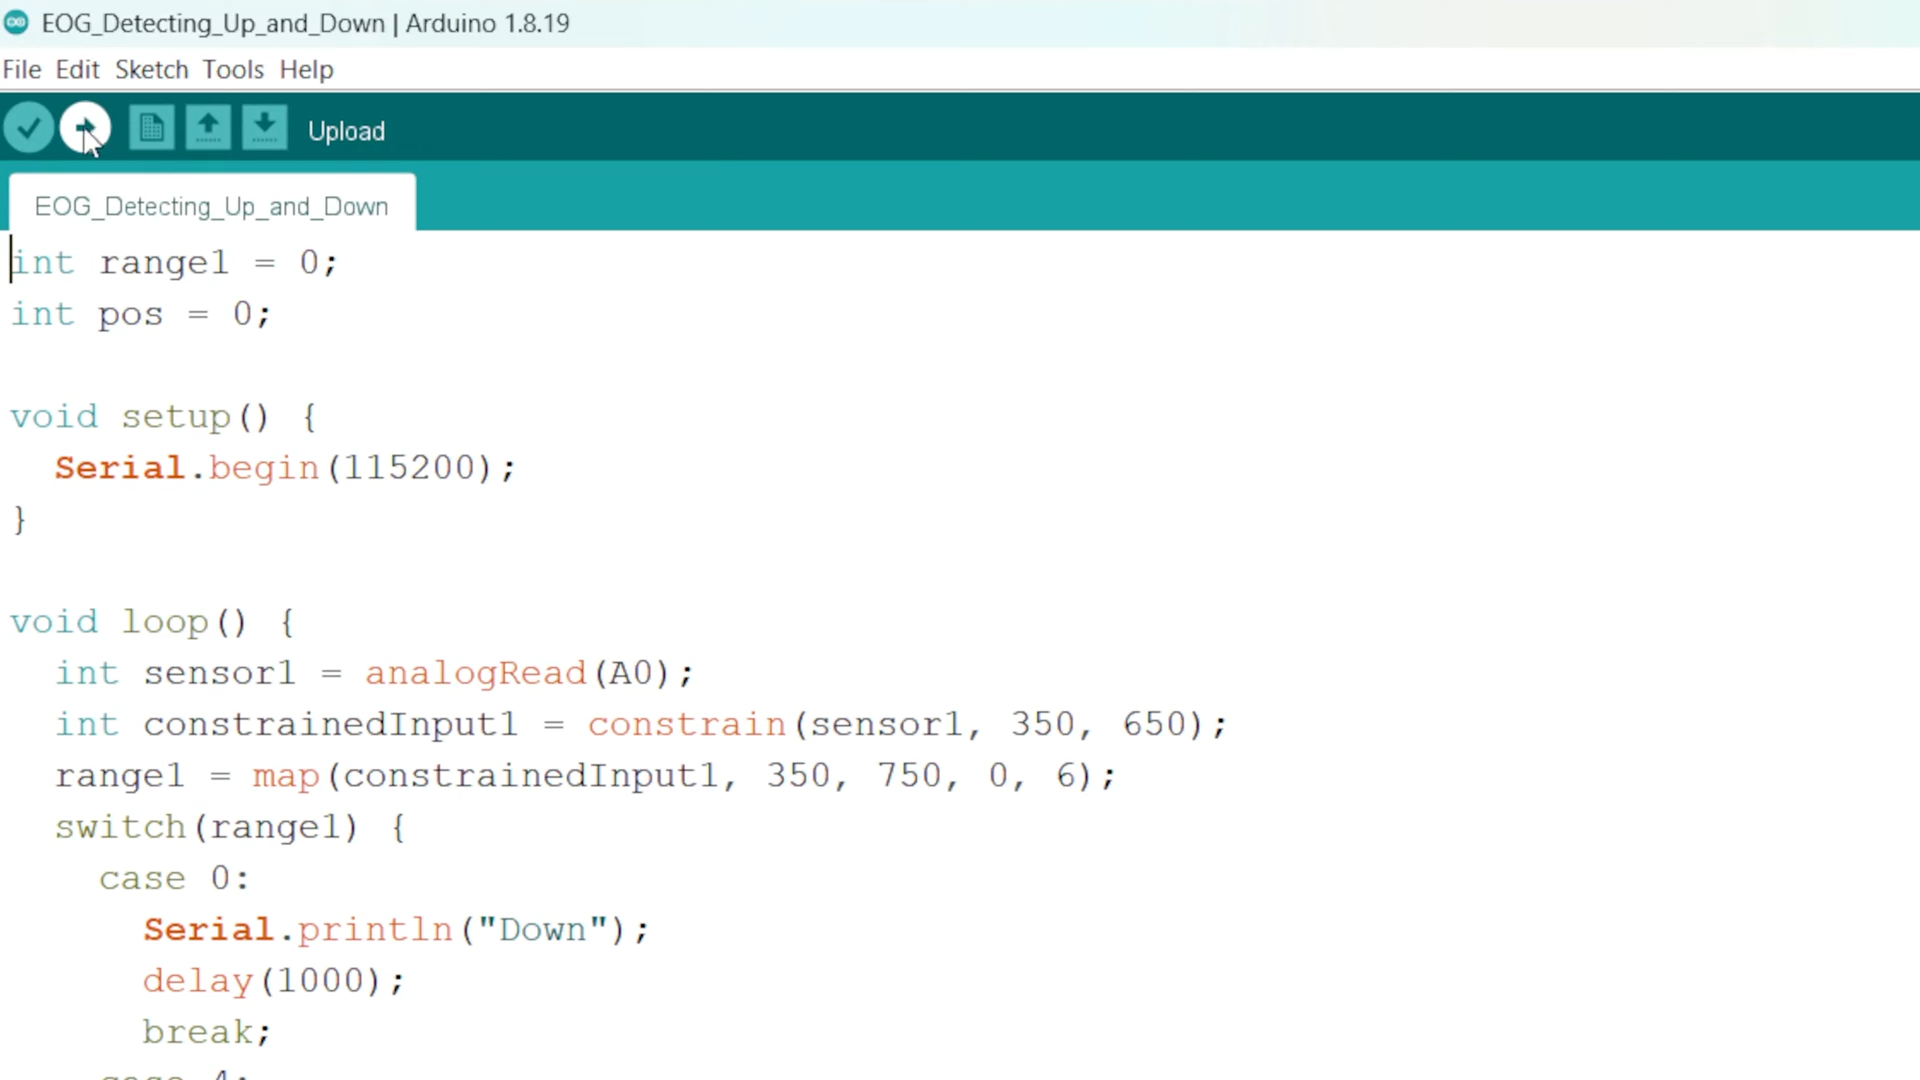 EOG_Detecting_Up_and_Down | Arduino 1.8.19
File Edit Sketch Tools Help
Upload
EOG_Detecting_Up_and_Down
int range1 = 0;
int pos = 0;
void setup() {
Serial.begin(115200);
}
void loop() {
int sensor1 = analogRead(A0);
int constrainedInput1 = constrain(sensor1, 350, 650);
range1 = map(constrainedInput1, 350, 750, 0, 6);
switch(range1) {
case 0:
Serial.println("Down");
delay(1000);
break;
case 4: